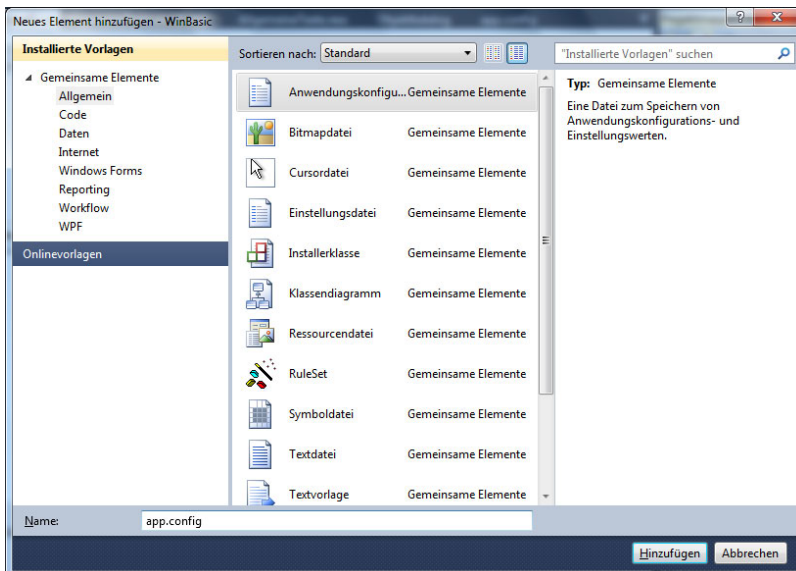 Neues Element hinzufügen - WinBasic
Installierte Vorlagen
Gemeinsame Elemente
Allgemein
Code
Daten
Internet
Windows Forms
Reporting
Workflow
WPF
Onlinevorlagen
Sortieren nach: Standard
Anwendungskonfigu... Gemeinsame Elemente
Bitmapdatei Gemeinsame Elemente
Cursordatei Gemeinsame Elemente
Einstellungsdatei Gemeinsame Elemente
Installerklasse Gemeinsame Elemente
Klassendiagramm Gemeinsame Elemente
Ressourcendatei Gemeinsame Elemente
RuleSet Gemeinsame Elemente
Symboldatei Gemeinsame Elemente
Textdatei Gemeinsame Elemente
Textvorlage Gemeinsame Elemente
"Installierte Vorlagen" suchen
Typ: Gemeinsame Elemente
Eine Datei zum Speichern von
Anwendungskonfigurations- und
Einstellungswerten.
Name: app.config
Hinzufügen Abbrechen